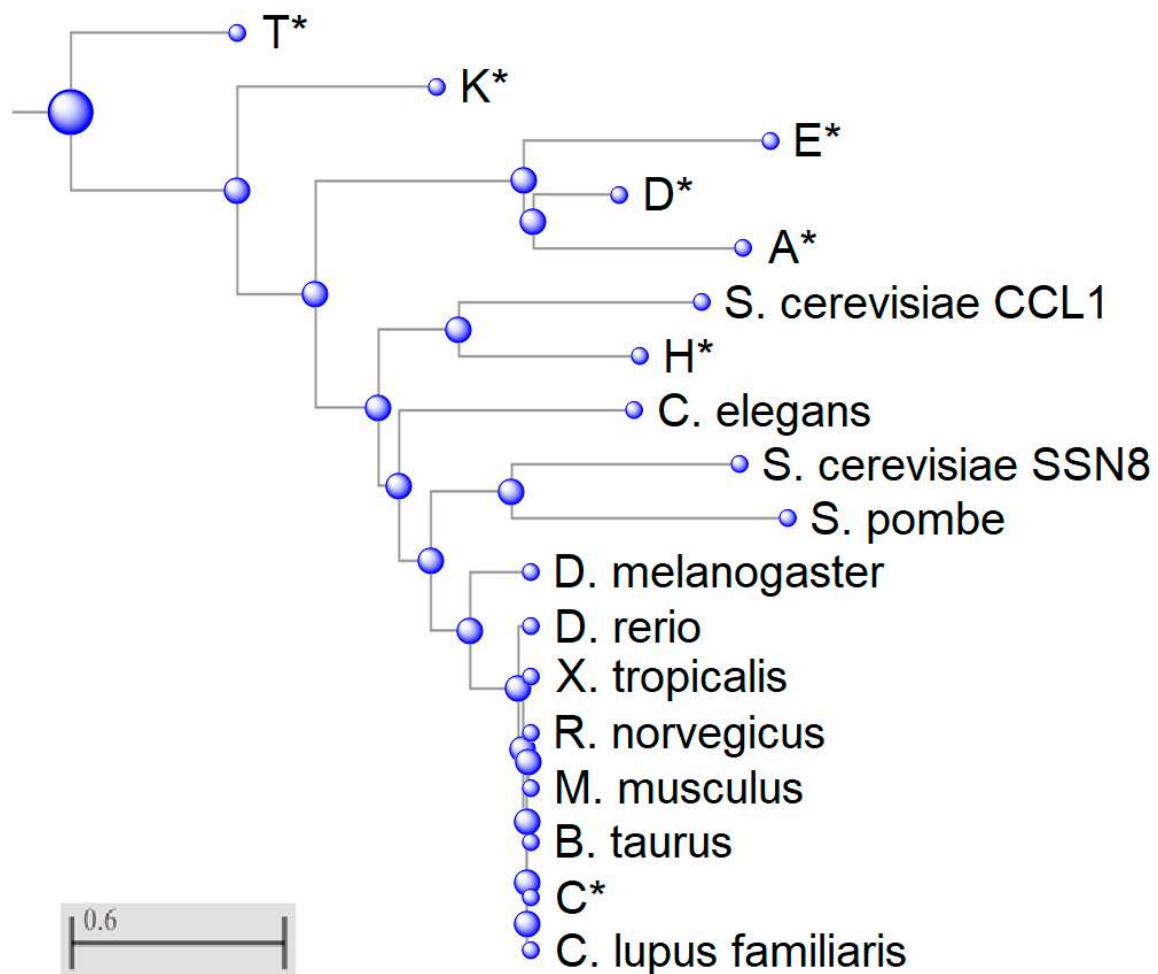 T*
K*
E*
D*
A*
S. cerevisiae CCL1
H*
C. elegans
S. cerevisiae SSN8
S. pombe
D. melanogaster
D. rerio
X. tropicalis
R. norvegicus
M. musculus
B. taurus
C*
C. lupus familiaris
0.6